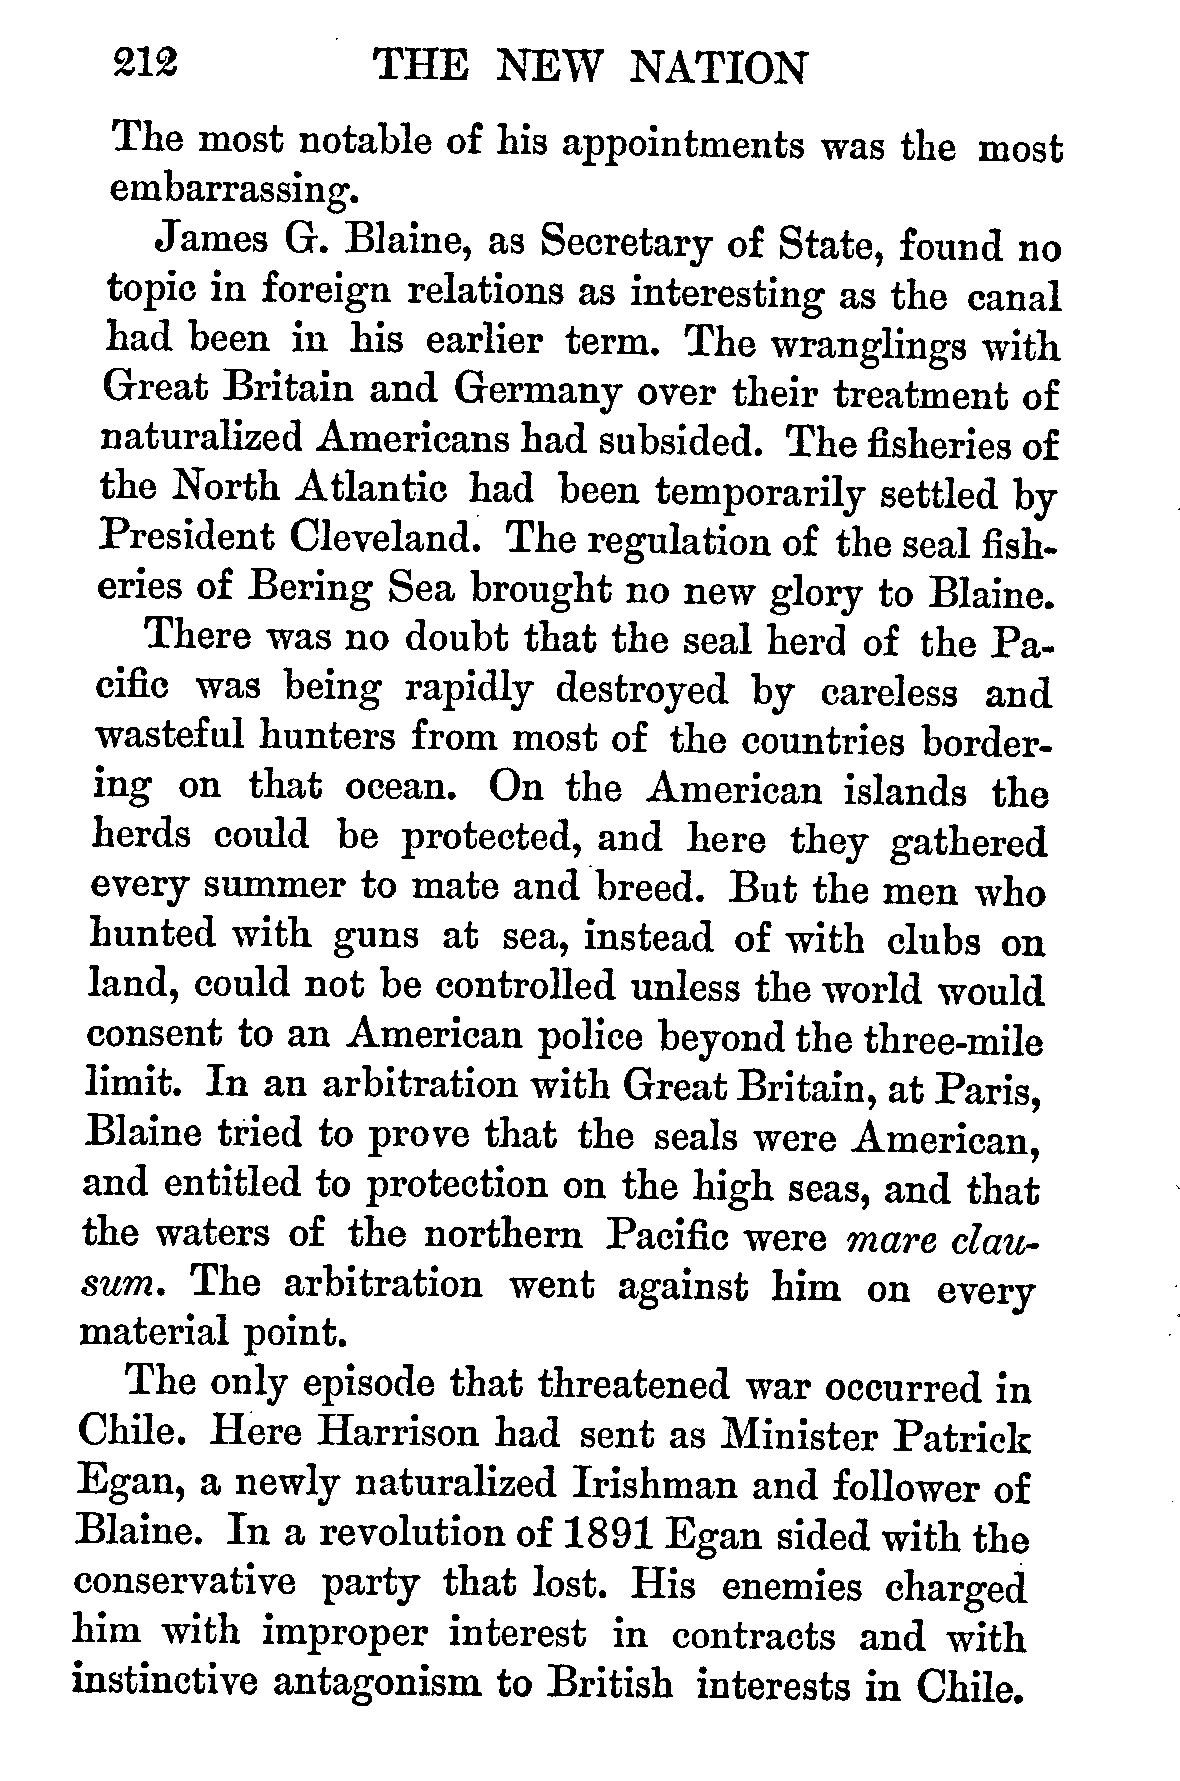 212 THE NEW NATION
The most notable of his appointments was the most
embarrassing.
James G. Blaine, as Secretary of State, found no
topic in foreign relations as interesting as the canal
had been in his earlier term. The wranglings with
Great Britain and Germany over their treatment of
naturalized Americans had subsided. The fisheries of
the North Atlantic had been temporarily settled by
President Cleveland. The regulation of the seal fish-
eries of Bering Sea brought no new glory to Blaine.
There was no doubt that the seal herd of the Pa-
cific was being rapidly destroyed by careless and
wasteful hunters from most of the countries border-
ing on that ocean. On the American islands the
herds could be protected, and here they gathered
every summer to mate and breed. But the men who
hunted with guns at sea, instead of with clubs on
land, could not be controlled unless the world would
consent to an American police beyond the three-mile
limit. In an arbitration with Great Britain, at Paris,
Blaine tried to prove that the seals were American,
and entitled to protection on the high seas, and that
the waters of the northern Pacific were mare clau-
sum. The arbitration went against him on every
material point.
The only episode that threatened war occurred in
Chile. Here Harrison had sent as Minister Patrick
Egan, a newly naturalized Irishman and follower of
Blaine. In a revolution of 1891 Egan sided with the
conservative party that lost. His enemies charged
him with improper interest in contracts and with
instinctive antagonism to British interests in Chile.